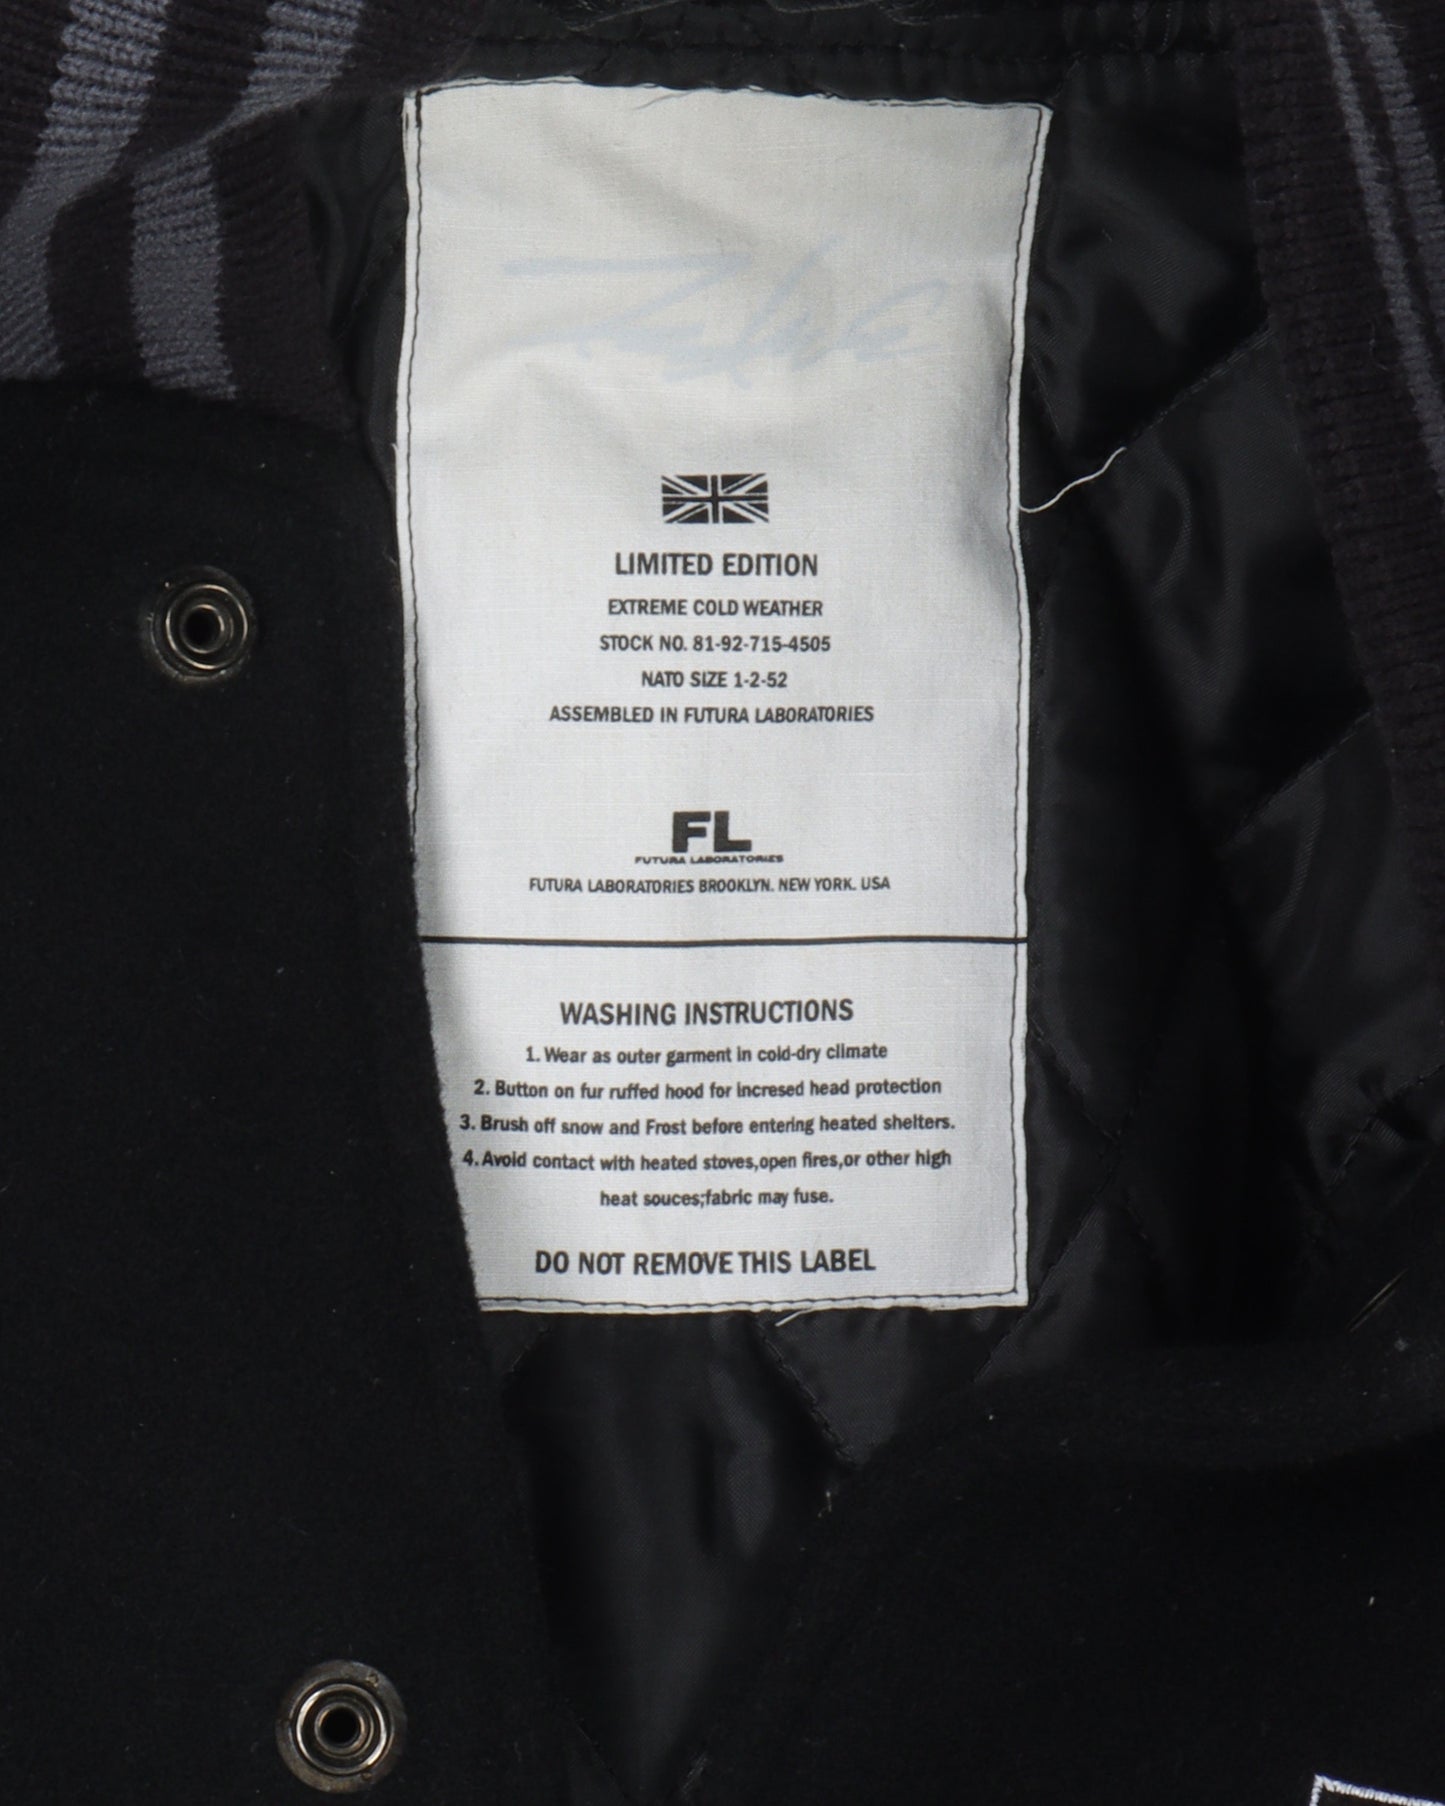 LIMITED EDITION
EXTREME COLD WEATHER
STOCK NO. 81-92-715-4505
NATO SIZE 1-2-52
ASSEMBLED IN FUTURA LABORATORIES
FL
FUTURA LABORATORIES
FUTURA LABORATORIES BROOKLYN. NEW YORK. USA
WASHING INSTRUCTIONS
1. Wear as outer garment in cold-dry climate
2. Button on fur ruffed hood for incresed head protection
3. Brush off snow and Frost before entering heated shelters.
4. Avoid contact with heated stoves,open fires,or other high
heat souces;fabric may fuse.
DO NOT REMOVE THIS LABEL